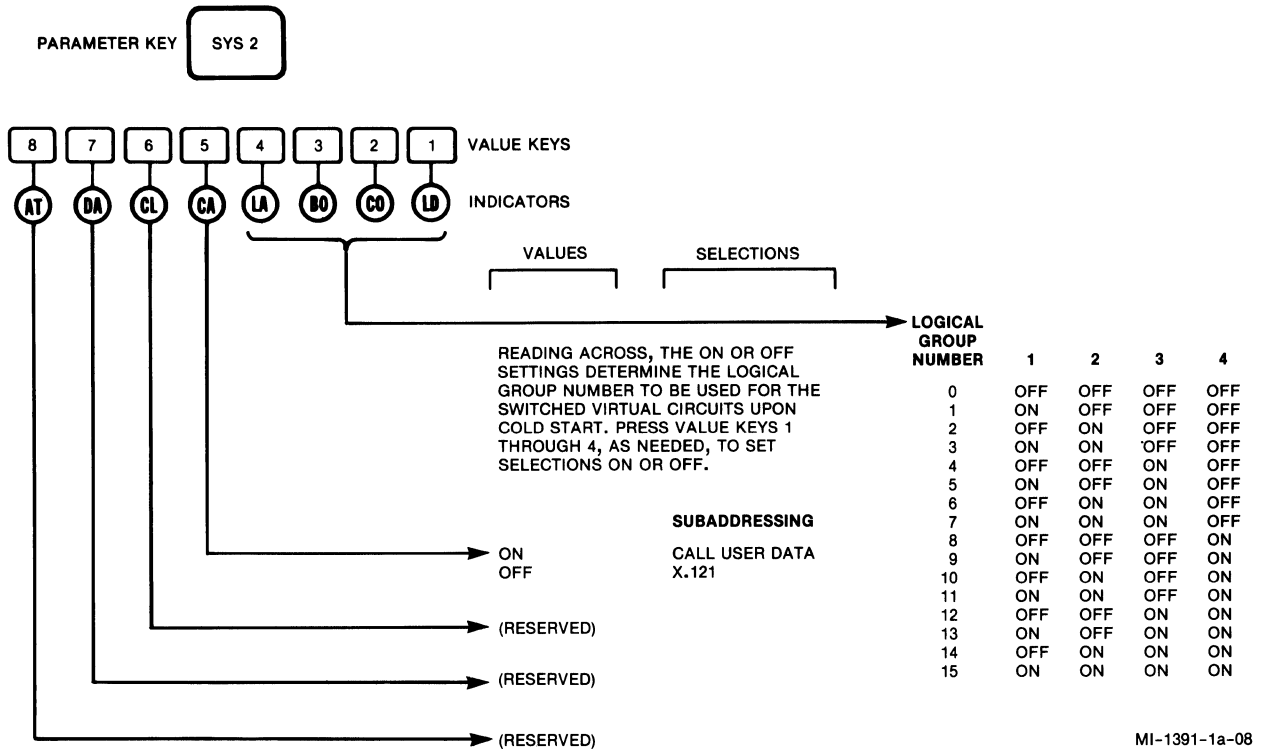 PARAMETER KEY SYS 2
8 7 6 5 4 3 2 1 VALUE KEYS
AT DA CL CA LA BO CO LD INDICATORS
VALUES SELECTIONS
READING ACROSS, THE ON OR OFF
SETTINGS DETERMINE THE LOGICAL
GROUP NUMBER TO BE USED FOR THE
SWITCHED VIRTUAL CIRCUITS UPON
COLD START. PRESS VALUE KEYS 1
THROUGH 4, AS NEEDED, TO SET
SELECTIONS ON OR OFF.
LOGICAL
GROUP
NUMBER 1 2 3 4
0 OFF OFF OFF OFF
1 ON OFF OFF OFF
2 OFF ON OFF OFF
3 ON ON OFF OFF
4 OFF OFF ON OFF
5 ON OFF ON OFF
6 OFF ON ON OFF
7 ON ON ON OFF
8 OFF OFF OFF ON
9 ON OFF OFF ON
10 OFF ON OFF ON
11 ON ON OFF ON
12 OFF OFF ON ON
13 ON OFF ON ON
14 OFF ON ON ON
15 ON ON ON ON
SUBADDRESSING
ON CALL USER DATA
OFF X.121
(RESERVED)
(RESERVED)
(RESERVED)
MI-1391-1a-08